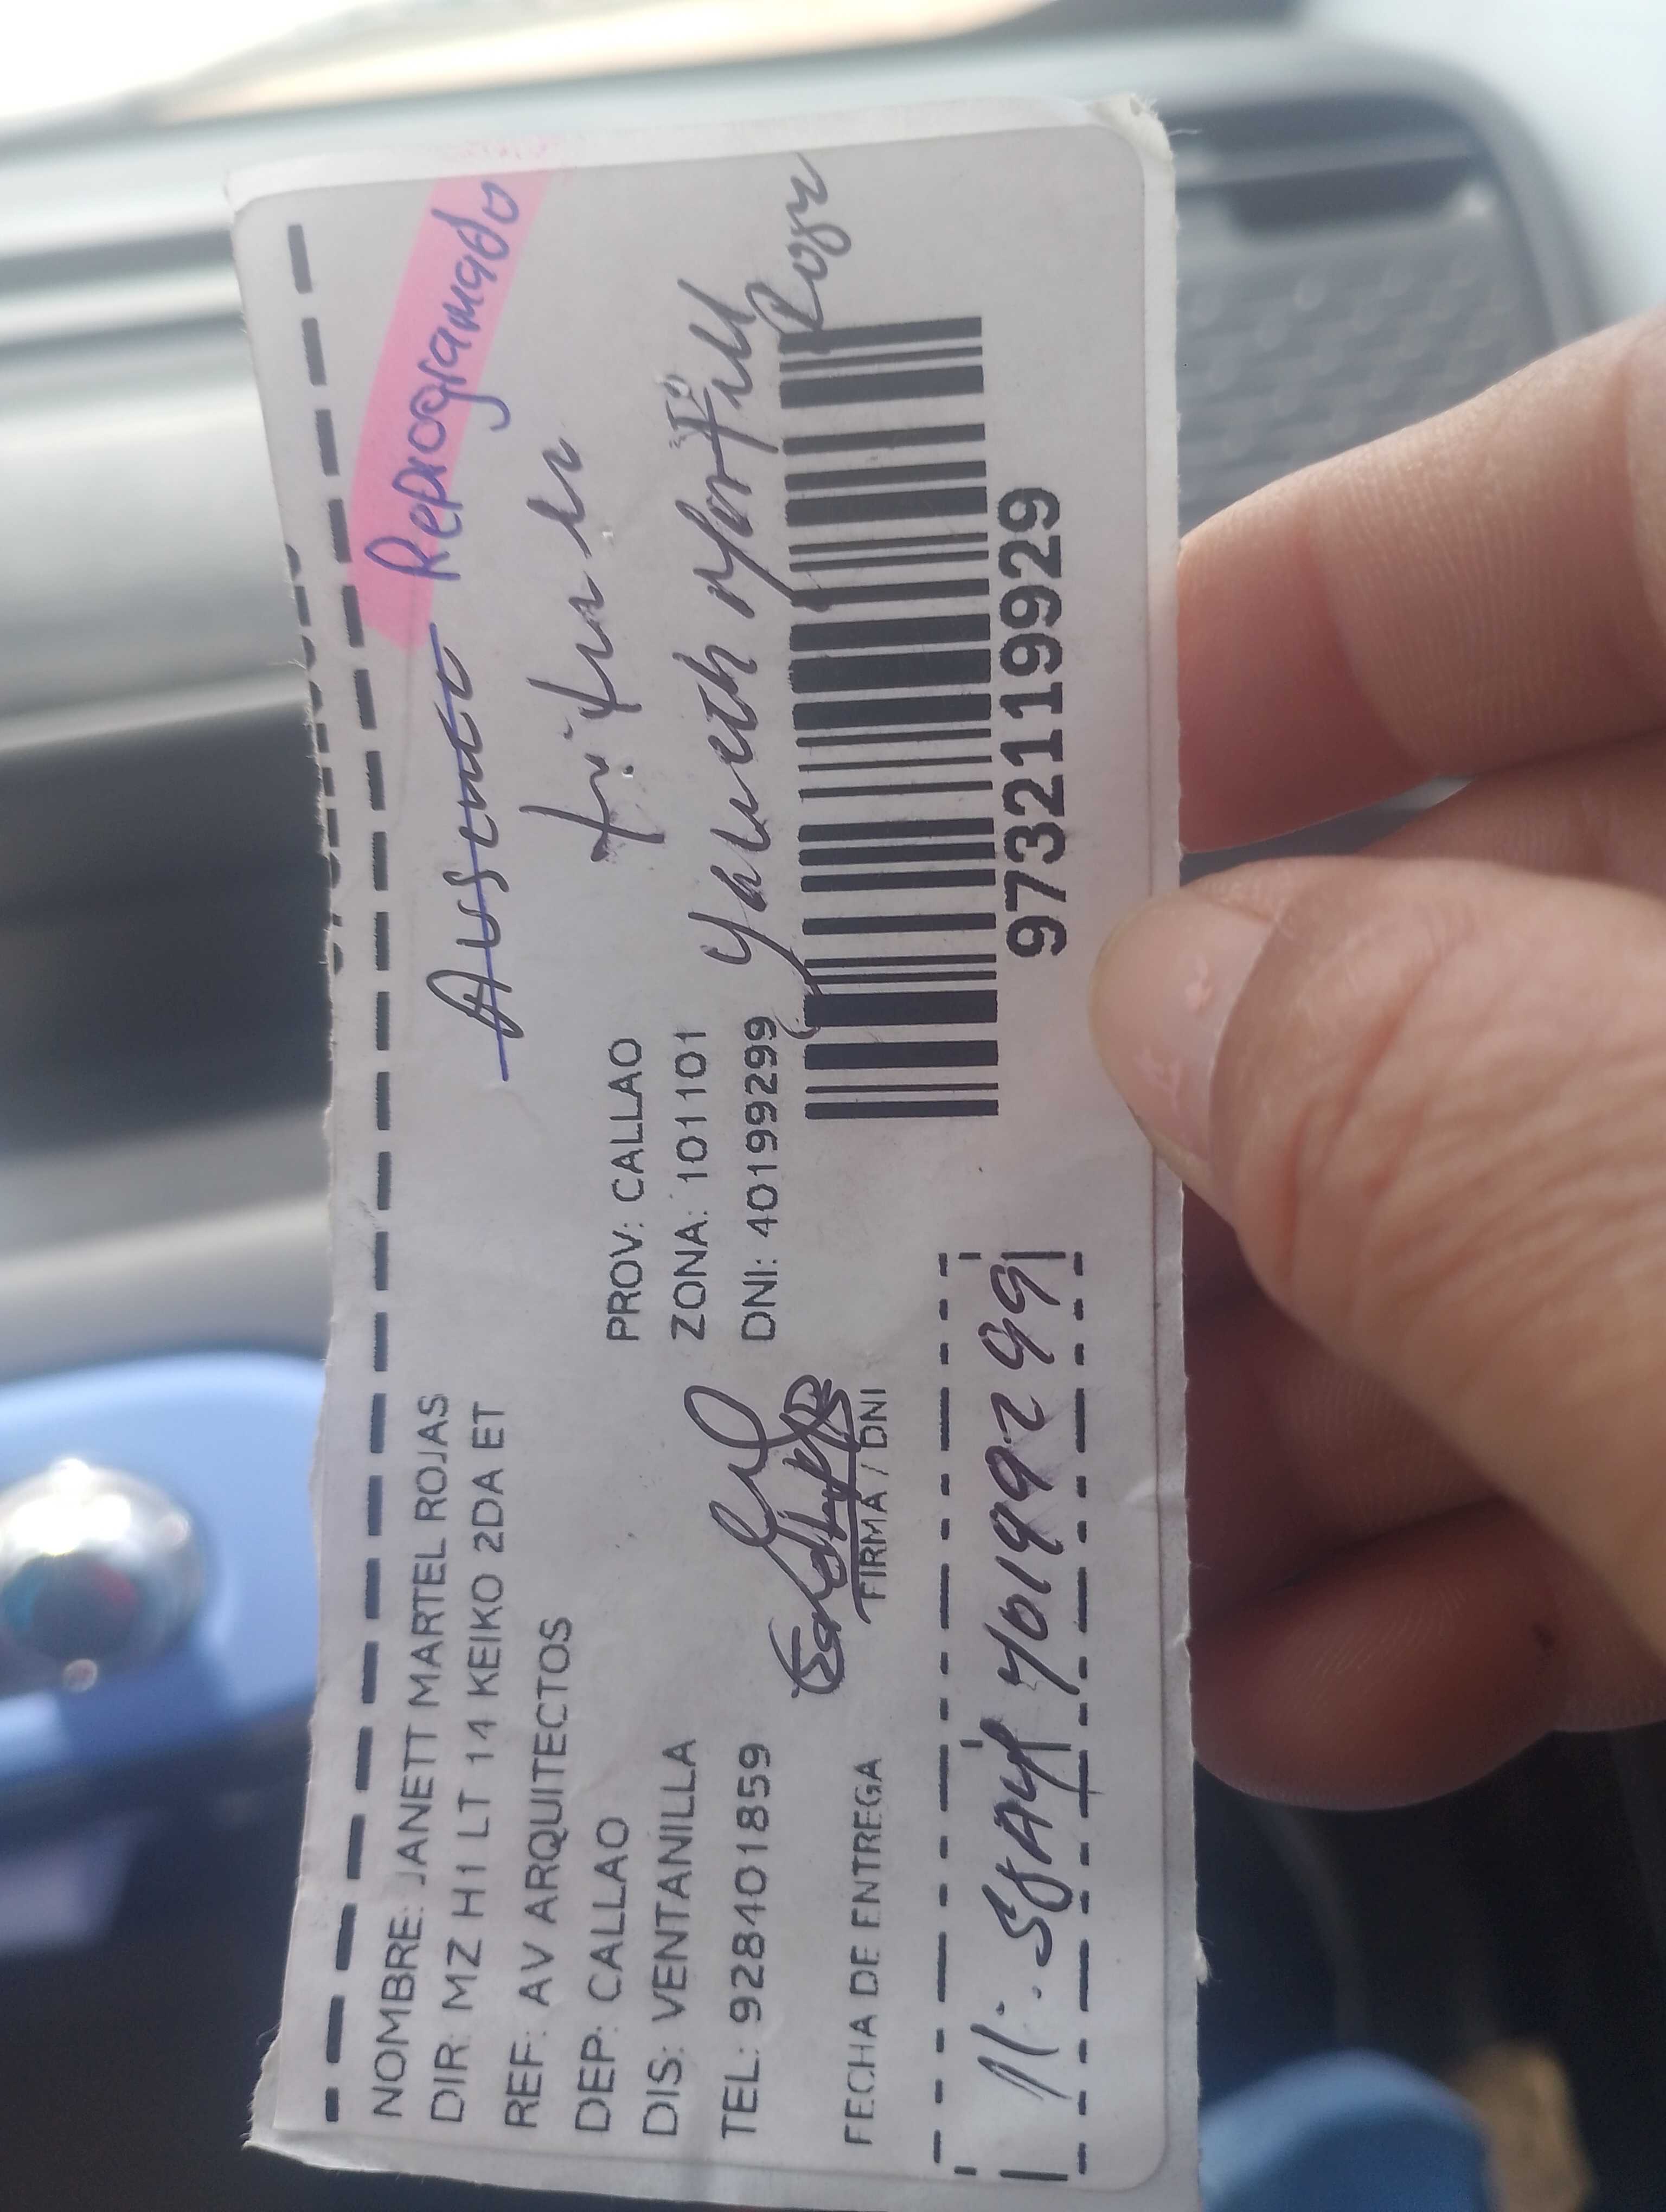 Ausente Reprogramado
NOMBRE: JANETT MARTEL ROJAS
DIR: MZ H1 LT 14 KEIKO 2DA ET
REF: AV ARQUITECTOS
DEP: CALLAO PROV: CALLAO
DIS: VENTANILLA ZONA: 101101
TEL: 928401859 DNI: 40199299
FIRMA / DNI
FECHA DE ENTREGA
9732119929
40199299